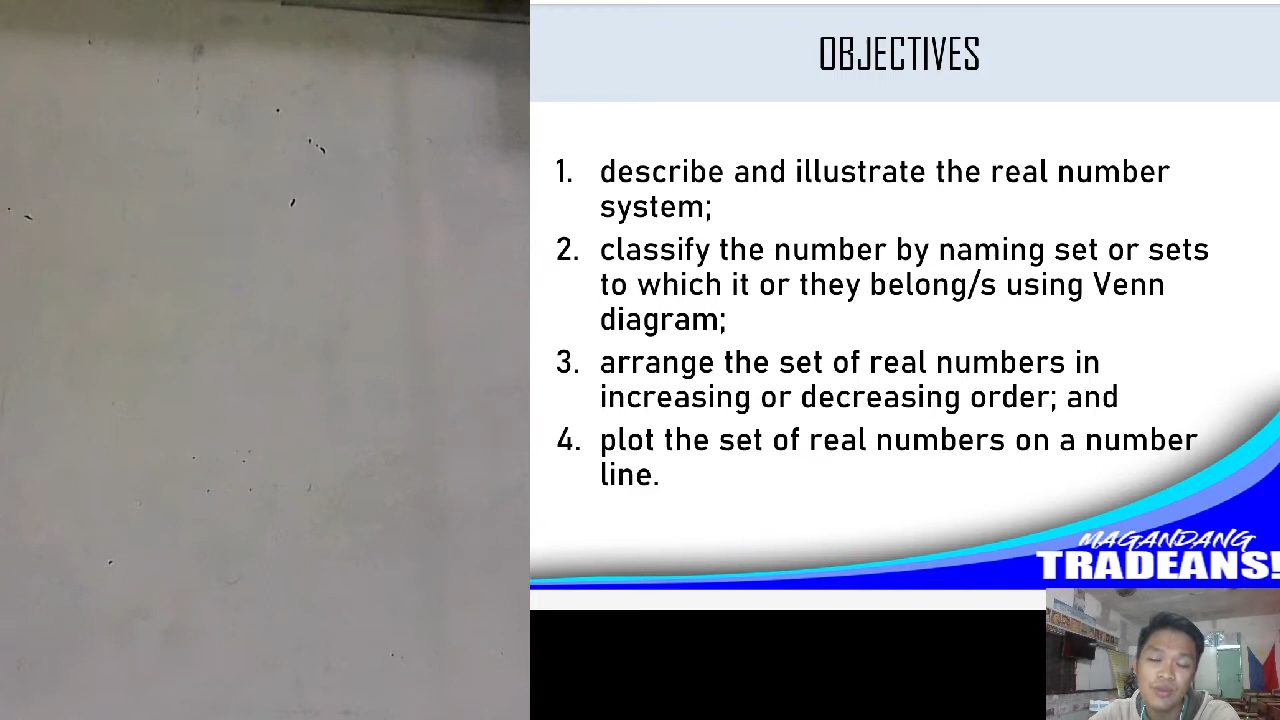 OBJECTIVES
1. describe and illustrate the real number
system;
2. classify the number by naming set or sets
to which it or they belong/s using Venn
diagram;
3. arrange the set of real numbers in
increasing or decreasing order; and
4. plot the set of real numbers on a number
line.
MAGANDANG
TRADEANS!